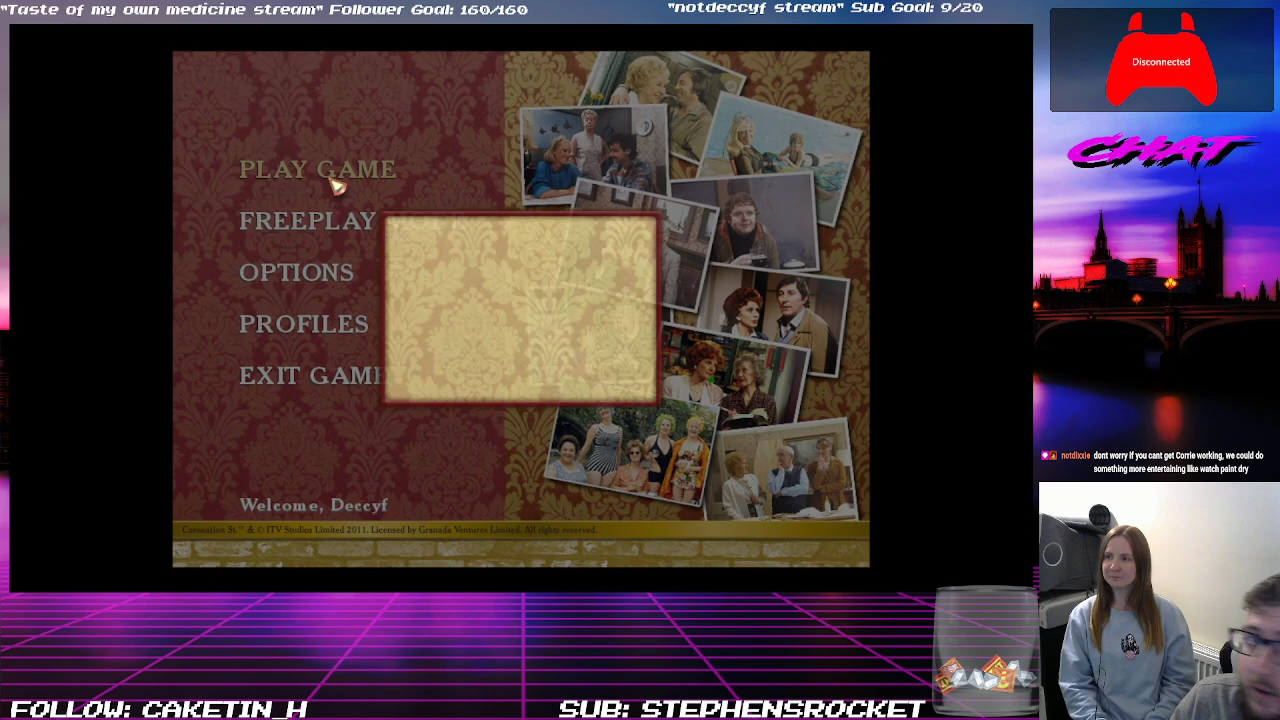 "Taste of my own medicine stream" Follower Goal: 160/160
"notdeccyf stream" Sub Goal: 9/20
Disconnected
CHAT
PLAY GAME
FREEPLAY
OPTIONS
PROFILES
EXIT GAME
Welcome, Deccyf
Coronation St.™ & © ITV Studios Limited 2011. Licensed by Granada Ventures Limited. All rights reserved.
notdixxie dont worry if you cant get Corrie working, we could do
something more entertaining like watch paint dry
FOLLOW: CAKETIN_H
SUB: STEPHENSROCKET